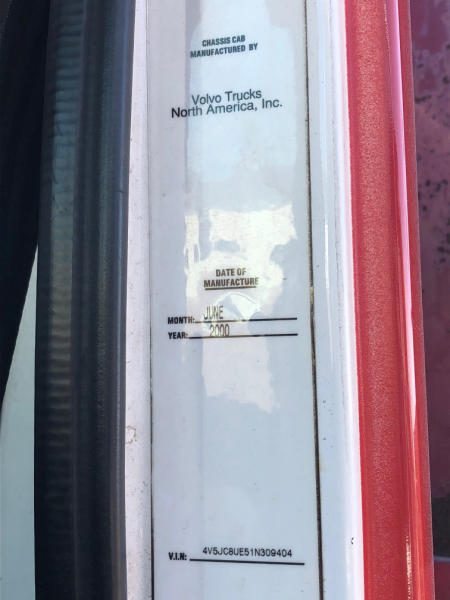 CHASSIS CAB
MANUFACTURED BY
Volvo Trucks
North America, Inc.
DATE OF
MANUFACTURE
MONTH: JUNE
YEAR: 2000
V.I.N: 4V5JC8UE51N309404